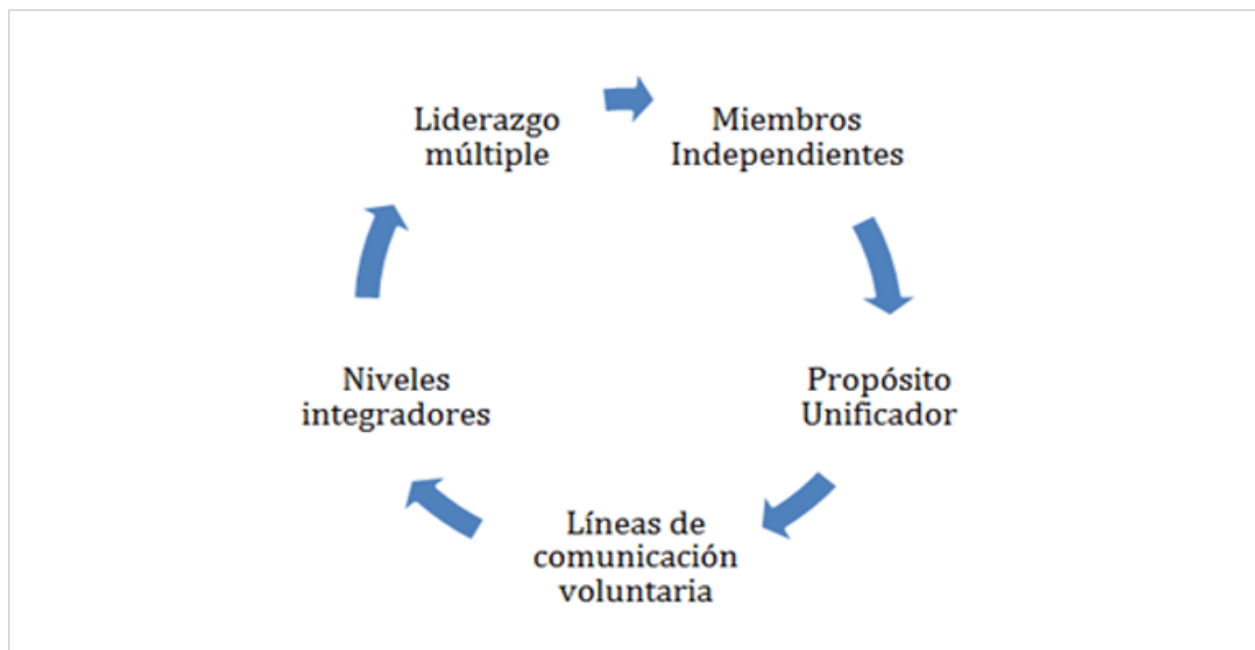 Liderazgo
múltiple
Miembros
Independientes
Propósito
Unificador
Líneas de
comunicación
voluntaria
Niveles
integradores